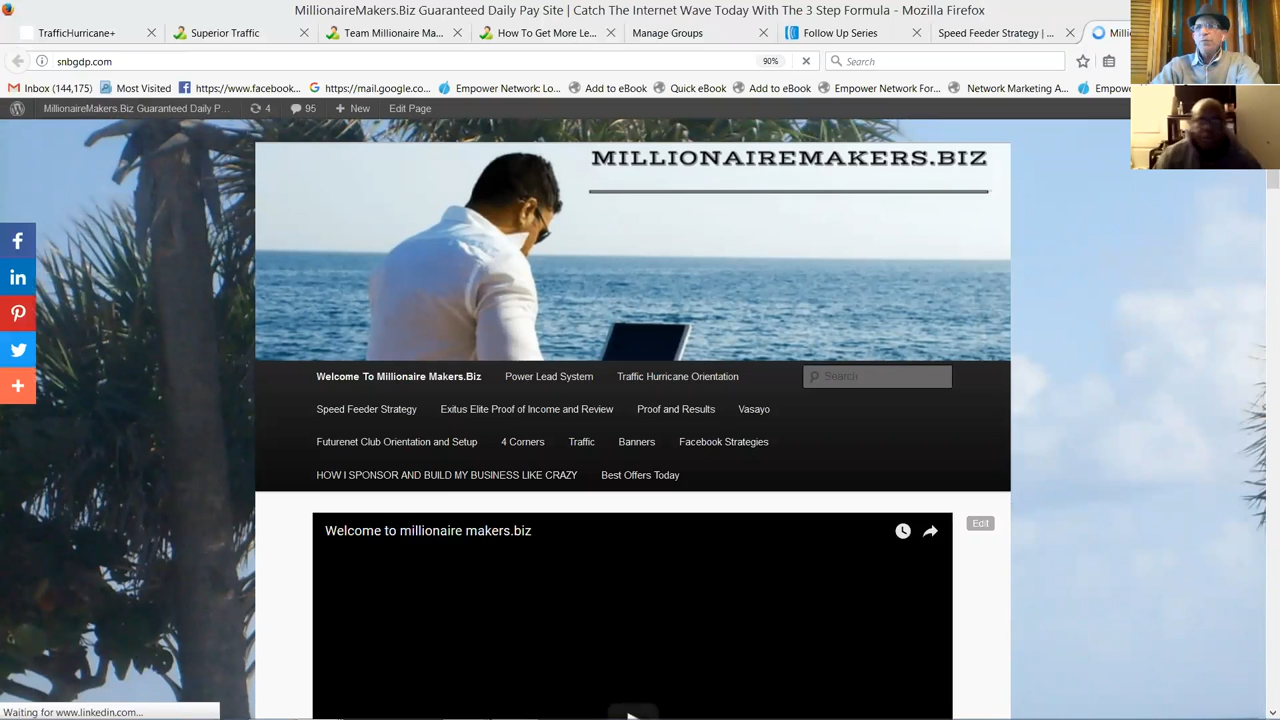 MillionaireMakers.Biz Guaranteed Daily Pay Site | Catch The Internet Wave Today With The 3 Step Formula - Mozilla Firefox
TrafficHurricane+ Superior Traffic Team Millionaire Ma... How To Get More Le... Manage Groups Follow Up Series Speed Feeder Strategy | ... Milli
snbgdp.com 90% Search
Inbox (144,175) Most Visited https://www.facebook... https://mail.google.co... Empower Network: Lo... Add to eBook Quick eBook Add to eBook Empower Network For... Network Marketing A... Empow
MillionaireMakers.Biz Guaranteed Daily P... 4 95 New Edit Page
MILLIONAIREMAKERS.BIZ
Welcome To Millionaire Makers.Biz Power Lead System Traffic Hurricane Orientation Search
Speed Feeder Strategy Exitus Elite Proof of Income and Review Proof and Results Vasayo
Futurenet Club Orientation and Setup 4 Corners Traffic Banners Facebook Strategies
HOW I SPONSOR AND BUILD MY BUSINESS LIKE CRAZY Best Offers Today
Edit
Welcome to millionaire makers.biz
Waiting for www.linkedin.com...